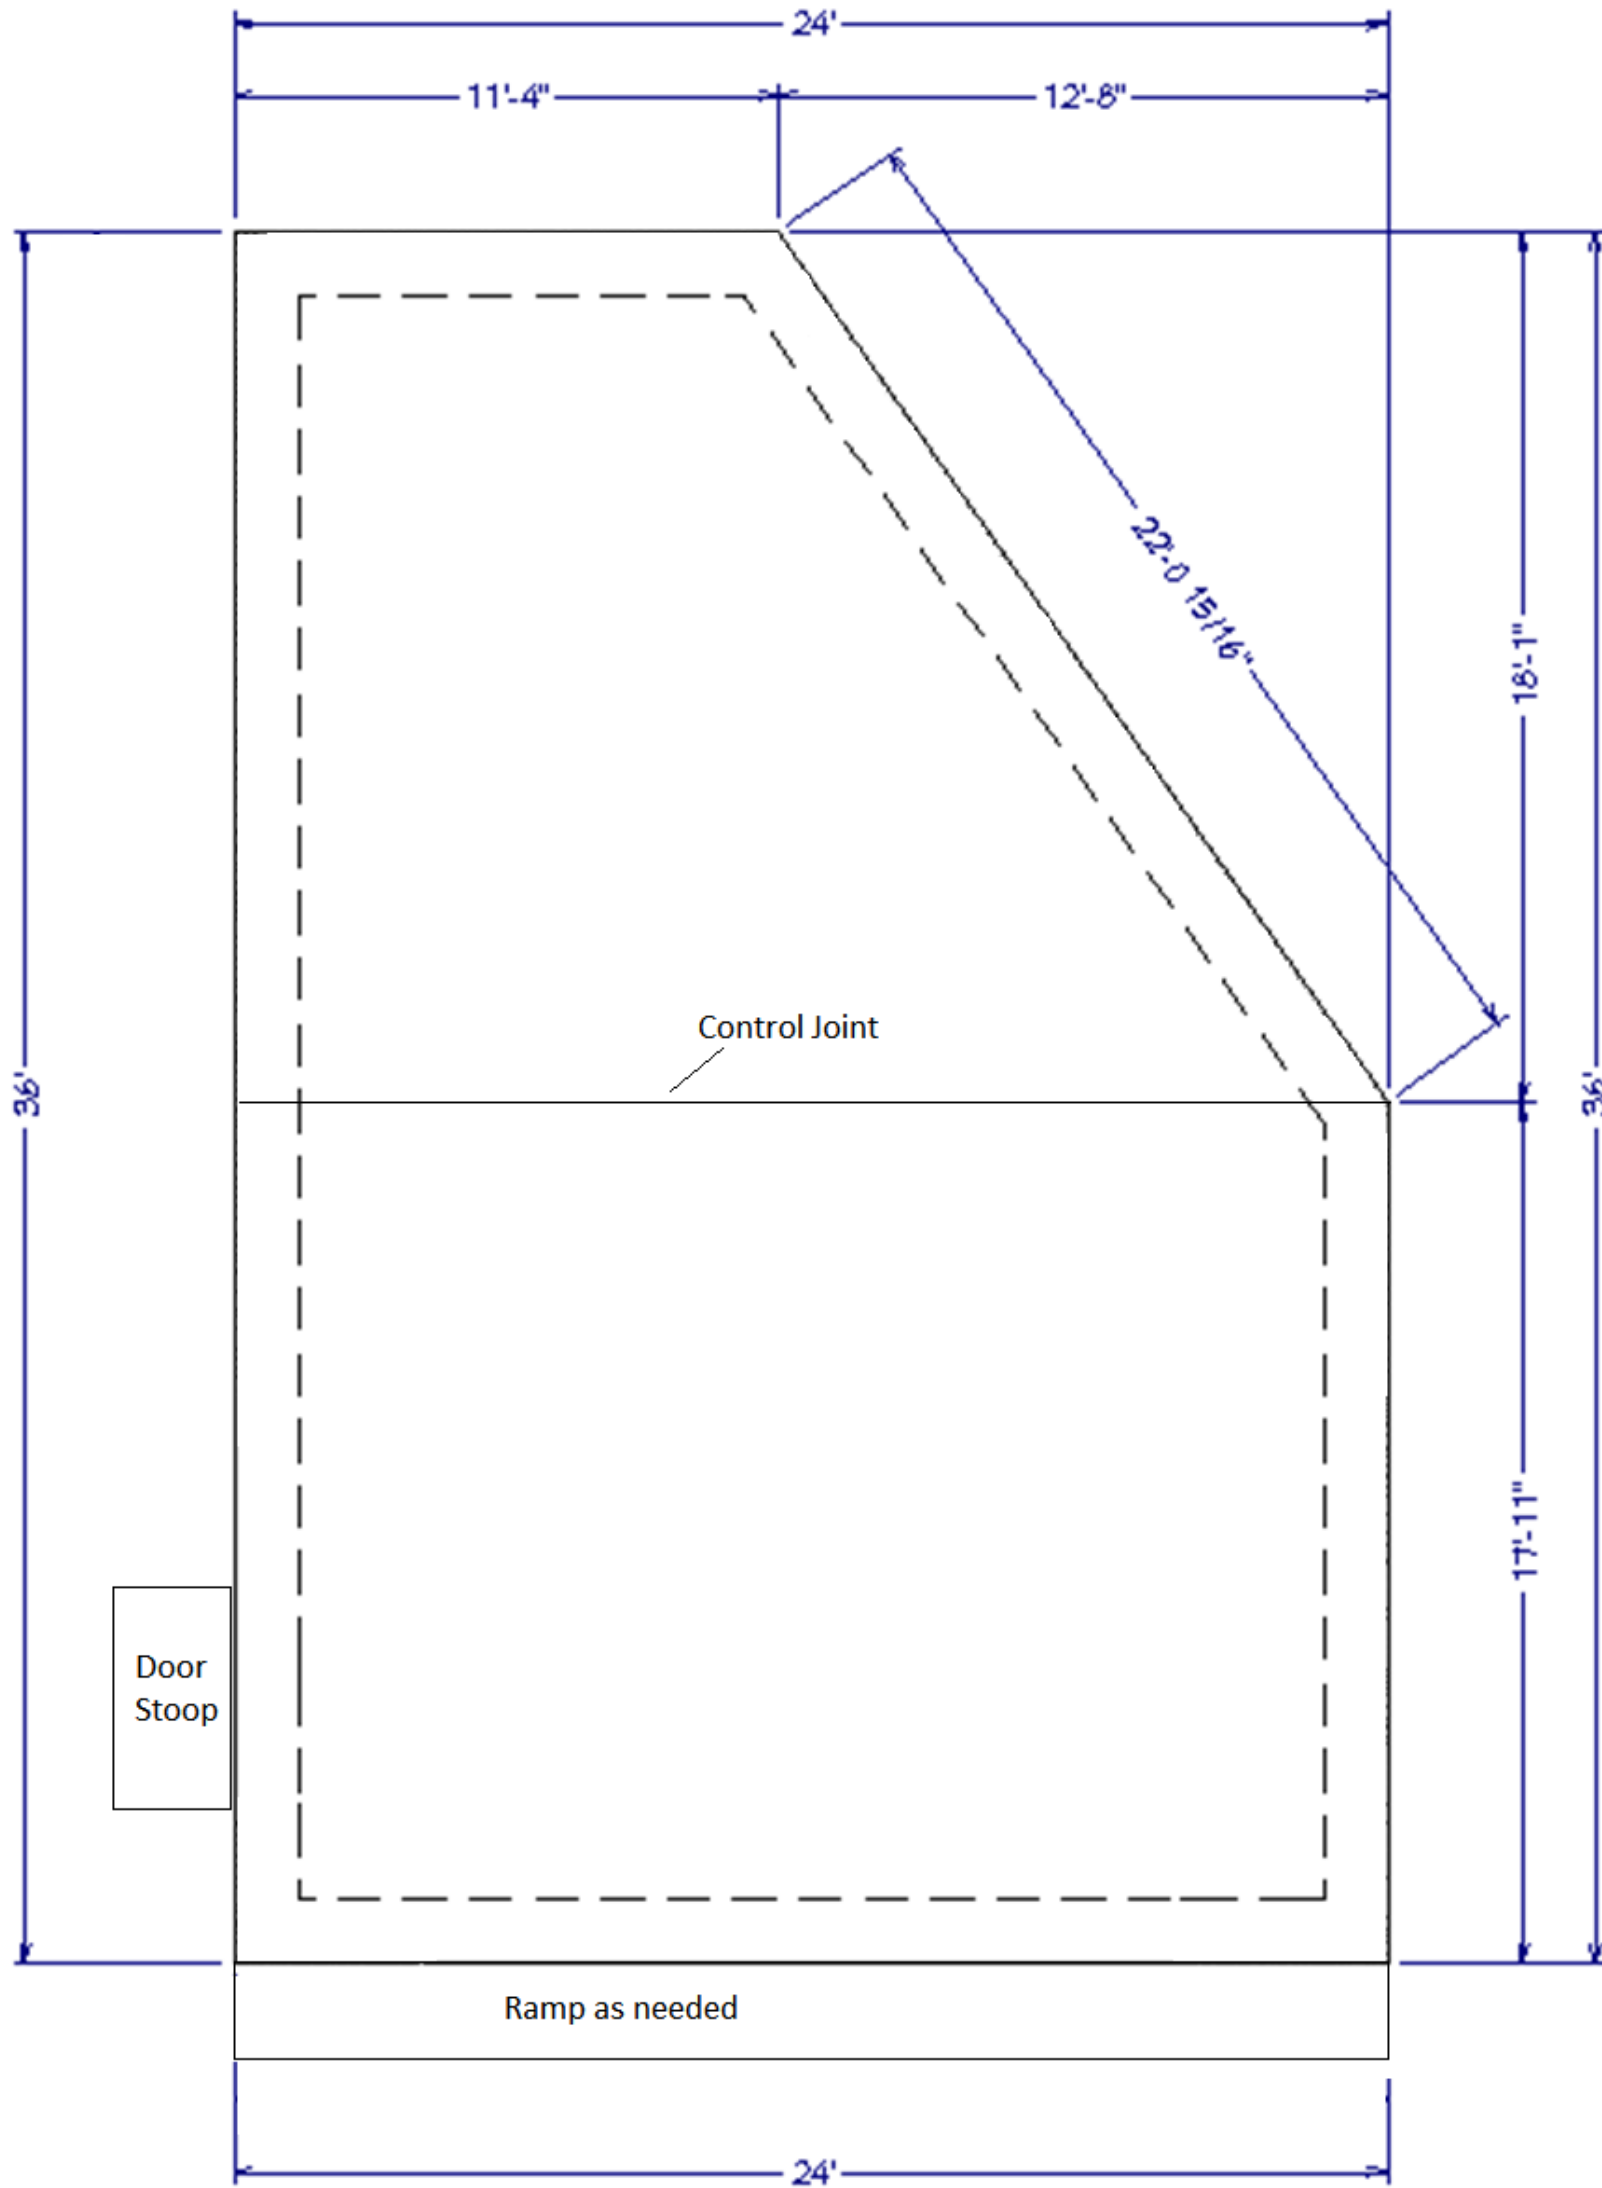 24'
11'-4"
12'-8"
22'-0 15/16"
18'-1"
Control Joint
36'
36'
17'-11"
Door
Stoop
Ramp as needed
24'